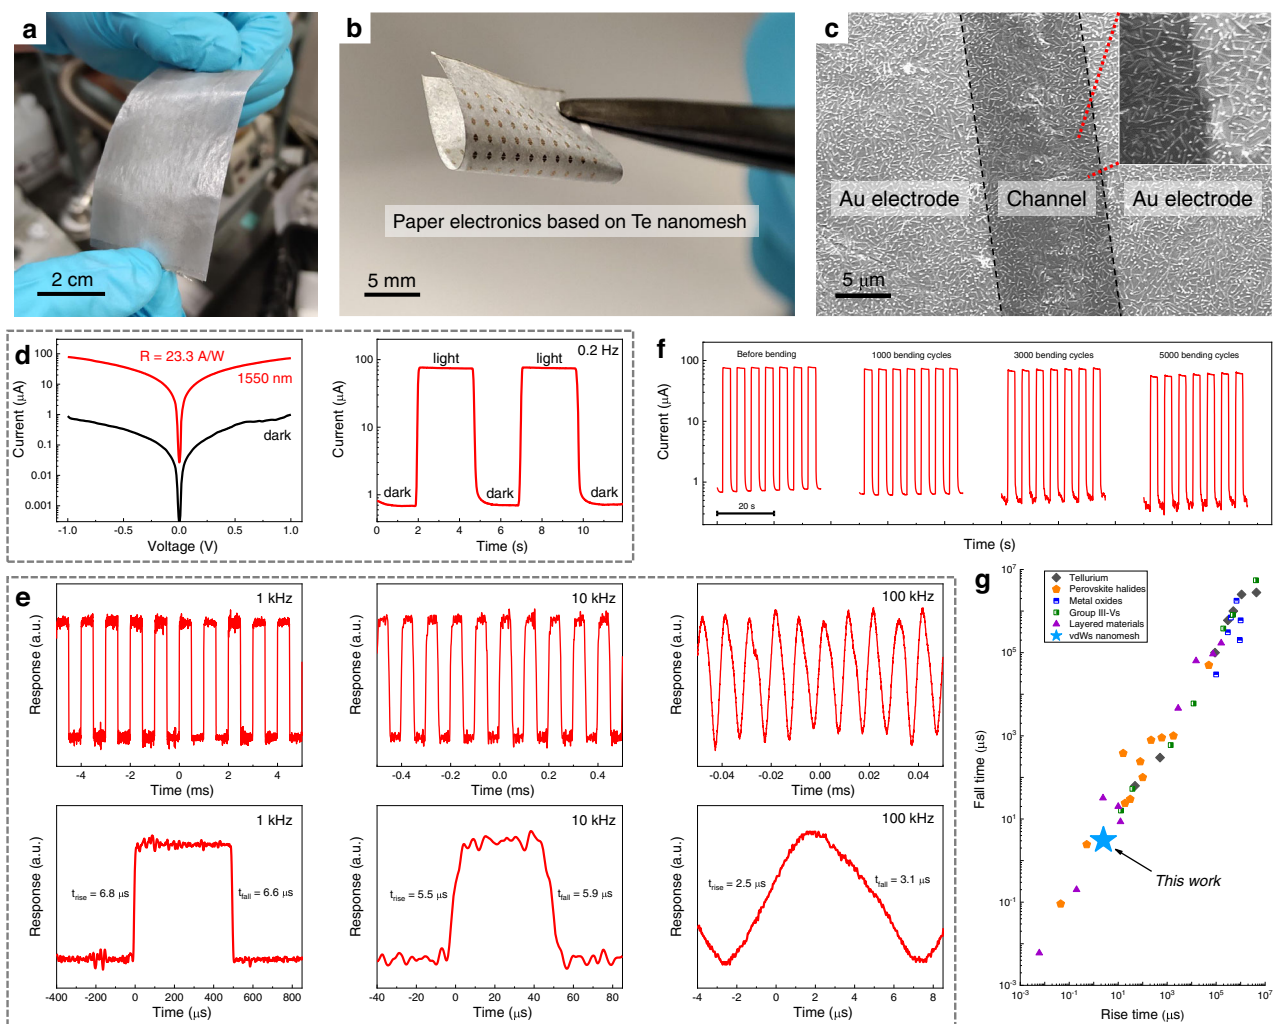 a
2 cm
b
Paper electronics based on Te nanomesh
5 mm
c
Au electrode
Channel
Au electrode
5 μm
d
Current (μA)
100
10
1
0.1
0.01
0.001
R = 23.3 A/W
1550 nm
dark
-1.0
-0.5
0.0
0.5
1.0
Voltage (V)
0.2 Hz
Current (μA)
100
10
1
light
light
dark
dark
dark
0
2
4
6
8
10
Time (s)
f
Current (μA)
100
10
1
Before bending
1000 bending cycles
3000 bending cycles
5000 bending cycles
20 s
Time (s)
e
Response (a.u.)
1 kHz
-4
-2
0
2
4
Time (ms)
Response (a.u.)
10 kHz
-0.4
-0.2
0.0
0.2
0.4
Time (ms)
Response (a.u.)
100 kHz
-0.04
-0.02
0.00
0.02
0.04
Time (ms)
Response (a.u.)
1 kHz
trise = 6.8 μs
tfall = 6.6 μs
-400
-200
0
200
400
600
800
Time (μs)
Response (a.u.)
10 kHz
trise = 5.5 μs
tfall = 5.9 μs
-40
-20
0
20
40
60
80
Time (μs)
Response (a.u.)
100 kHz
trise = 2.5 μs
tfall = 3.1 μs
-4
-2
0
2
4
6
8
Time (μs)
g
Fall time (μs)
10^7
10^5
10^3
10^1
10^-1
10^-3
Tellurium
Perovskite halides
Metal oxides
Group III-Vs
Layered materials
vdWs nanomesh
This work
10^-3
10^-1
10^1
10^3
10^5
10^7
Rise time (μs)